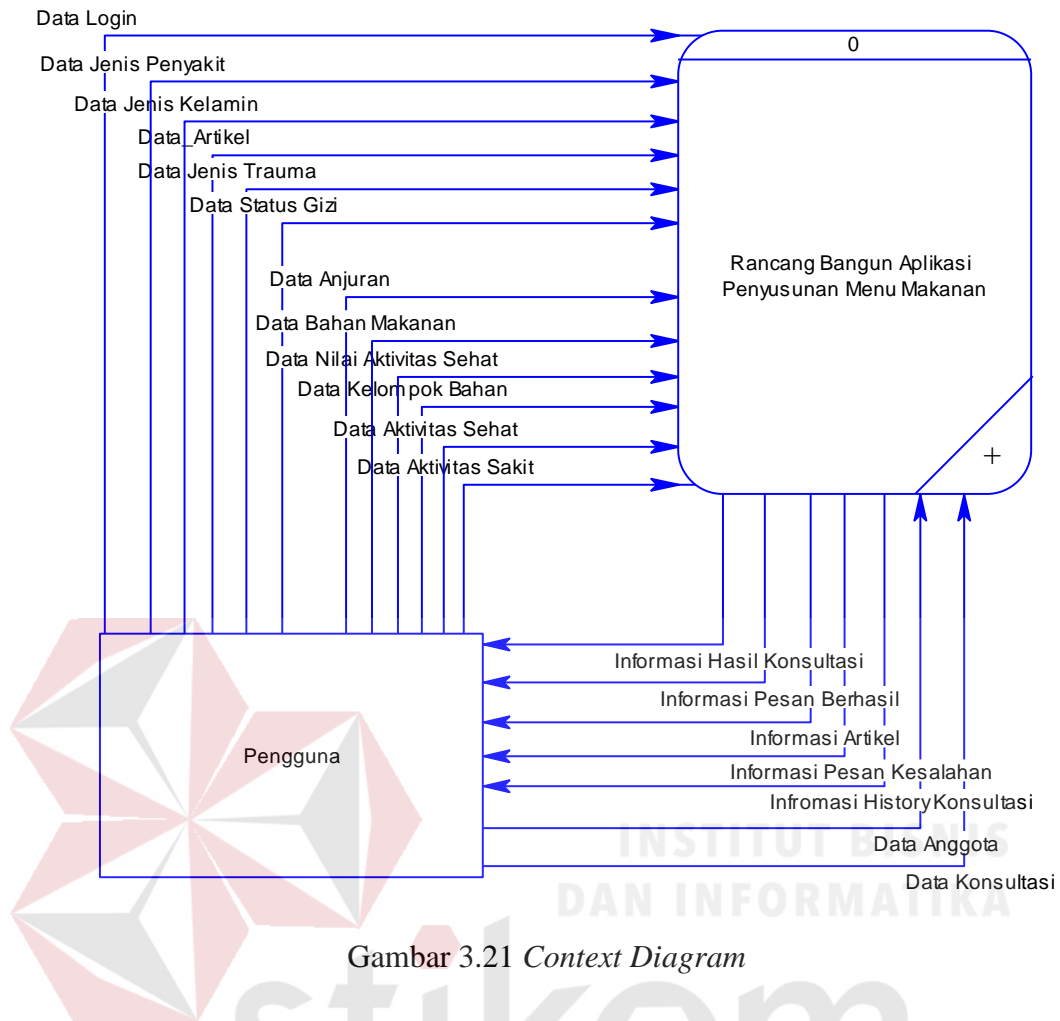 Data Login
0
Data Jenis Penyakit
Data Jenis Kelamin
Data_Artikel
Data Jenis Trauma
Data Status Gizi
Rancang Bangun Aplikasi
Penyusunan Menu Makanan
Data Anjuran
Data Bahan Makanan
Data Nilai Aktivitas Sehat
Data Kelompok Bahan
Data Aktivitas Sehat
+
Data Aktivitas Sakit
Informasi Hasil Konsultasi
Informasi Pesan Berhasil
Informasi Artikel
Pengguna
Informasi Pesan Kesalahan
Infromasi History Konsultasi
INSTITUT BISNIS
Data Anggota
Data Konsultasi
DAN INFORMATIKA
Gambar 3.21 Context Diagram
stikom